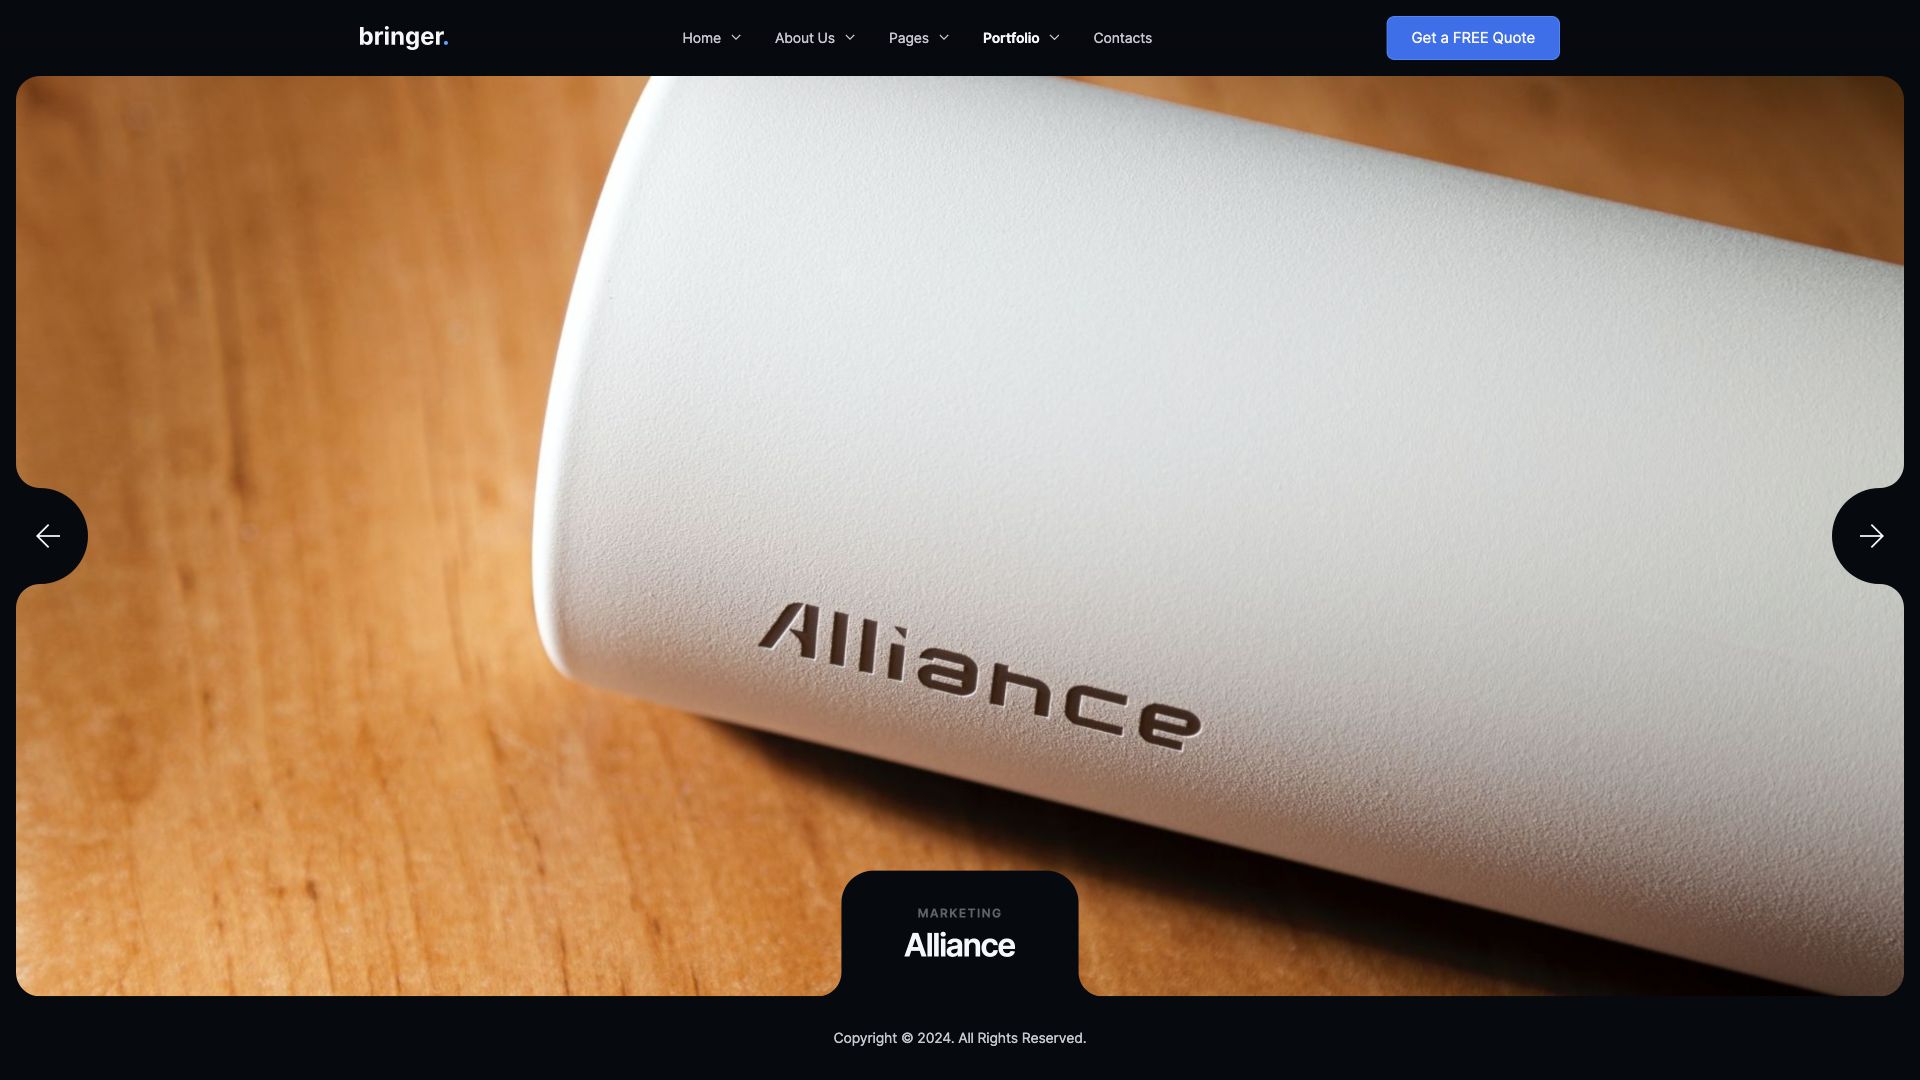 bringer.
Home
About Us
Pages
Portfolio
Contacts
Get a FREE Quote
Alliance
MARKETING
Alliance
Copyright © 2024. All Rights Reserved.